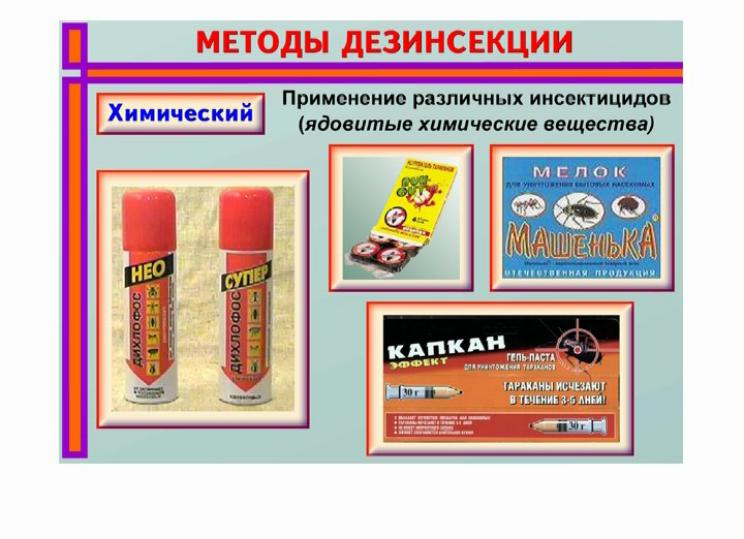 МЕТОДЫ ДЕЗИНСЕКЦИИ
Химический
Применение различных инсектицидов
(ядовитые химические вещества)
НЕО
ДИХЛОФОС
СУПЕР
ДИХЛОФОС
МЕЛОК
ДЛЯ УНИЧТОЖЕНИЯ БЫТОВЫХ НАСЕКОМЫХ
МАШЕНЬКА
ОТЕЧЕСТВЕННАЯ ПРОДУКЦИЯ
КАПКАН
ЭФФЕКТ
ГЕЛЬ-ПАСТА
ДЛЯ УНИЧТОЖЕНИЯ ТАРАКАНОВ
ТАРАКАНЫ ИСЧЕЗАЮТ
В ТЕЧЕНИЕ 3-5 ДНЕЙ!
30 г
30 г